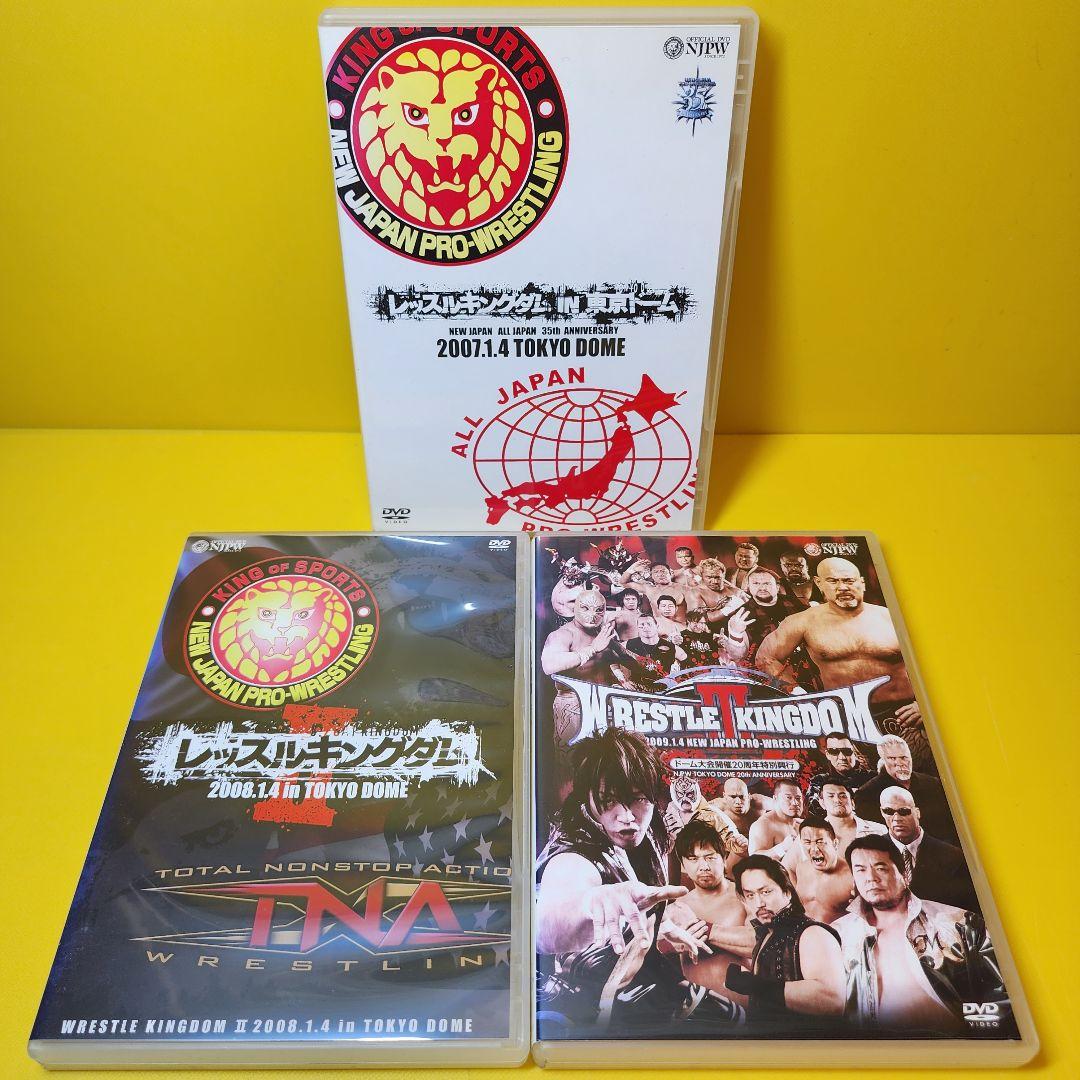 KING OF SPORTS
NEW JAPAN PRO-WRESTLING
OFFICIAL DVD
NJPW
35
レッスルキングダム IN 東京ドーム
NEW JAPAN ALL JAPAN 35th ANNIVERSARY
2007.1.4 TOKYO DOME
ALL JAPAN
PRO-WRESTLING
DVD
VIDEO
NJPW
DVD
VIDEO
KING OF SPORTS
NEW JAPAN PRO-WRESTLING
II
レッスルキングダム
2008.1.4 in TOKYO DOME
TOTAL NONSTOP ACTIO
TNA
WRESTLIN
WRESTLE KINGDOM II 2008.1.4 in TOKYO DOME
OFFICIAL DVD
NJPW
WRESTLE III KINGDOM
2009.1.4 NEW JAPAN PRO-WRESTLING
ドーム大会開催20周年特別興行
NJPW TOKYO DOME 20th ANNIVERSARY
DVD
VIDEO